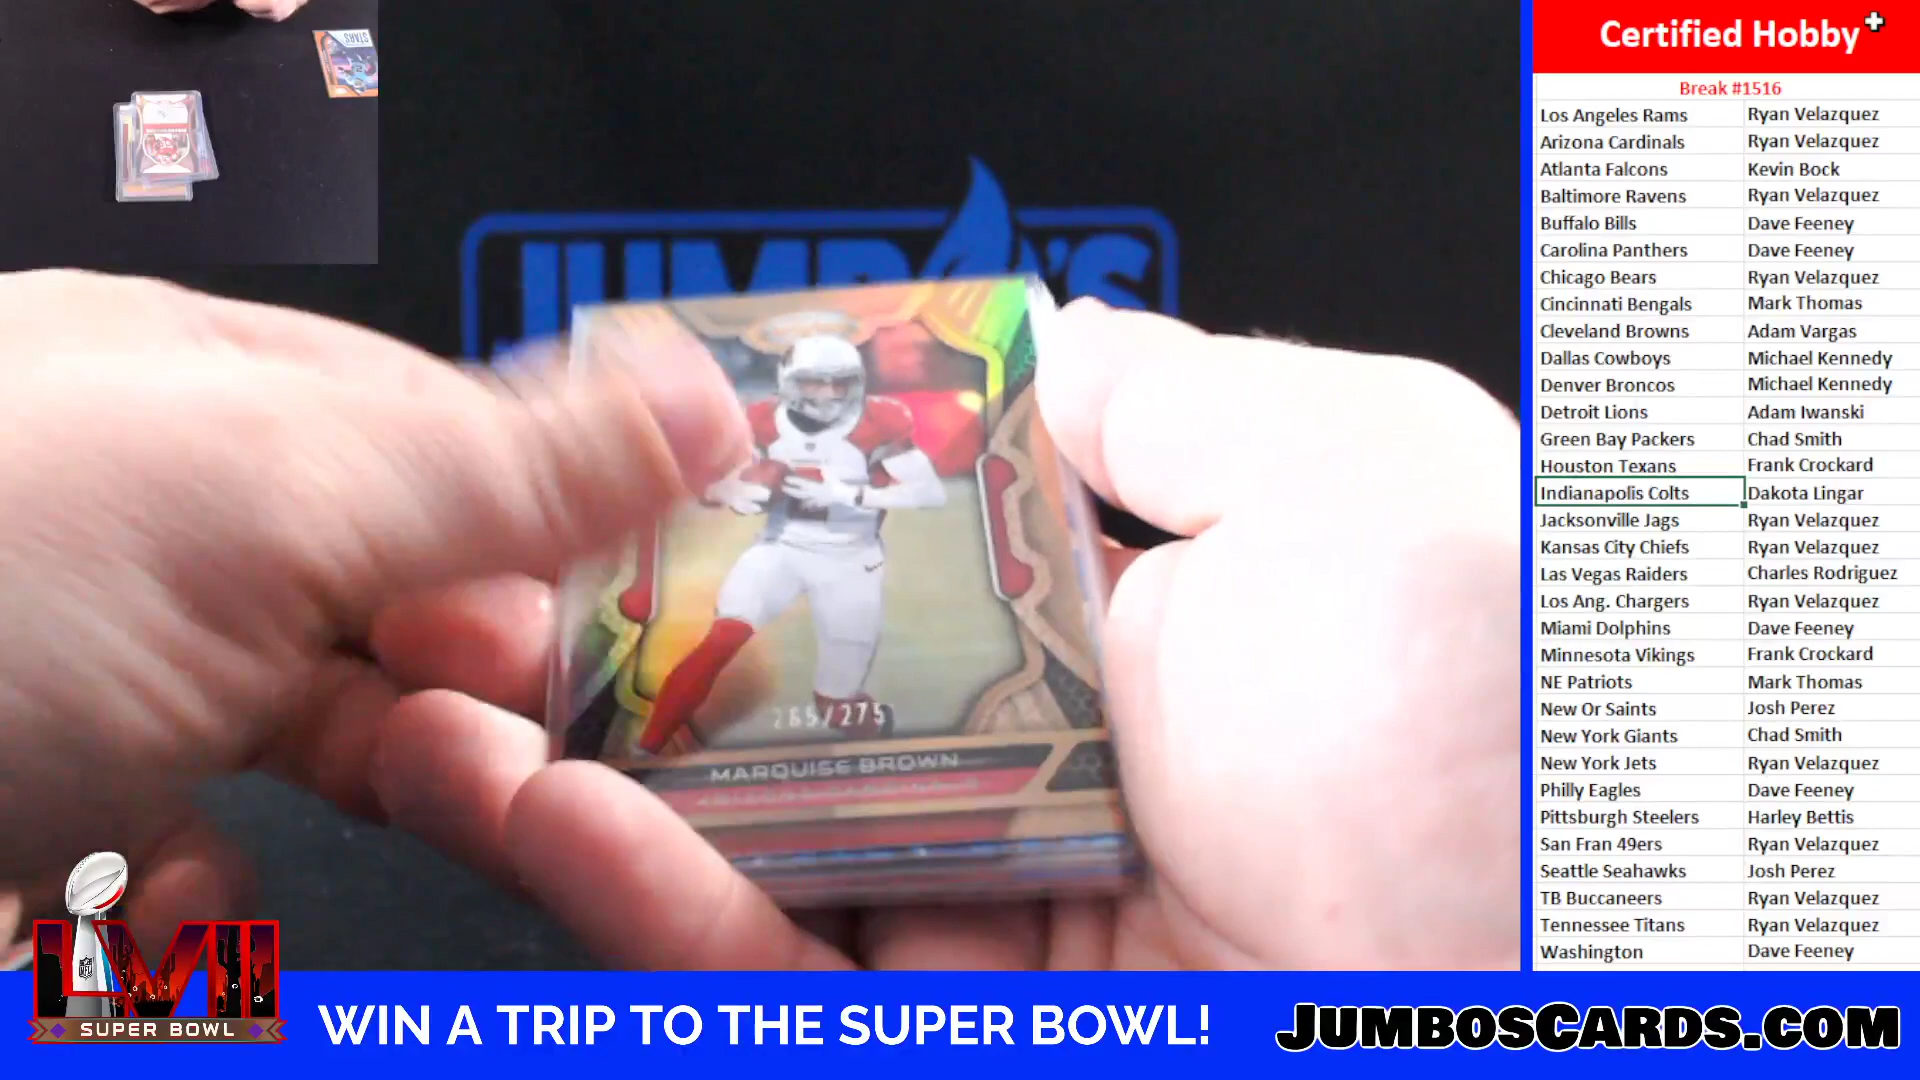 STARS
JUMBO'S
265/275
MARQUISE BROWN
Certified Hobby
Break #1516
Los Angeles Rams Ryan Velazquez
Arizona Cardinals Ryan Velazquez
Atlanta Falcons Kevin Bock
Baltimore Ravens Ryan Velazquez
Buffalo Bills Dave Feeney
Carolina Panthers Dave Feeney
Chicago Bears Ryan Velazquez
Cincinnati Bengals Mark Thomas
Cleveland Browns Adam Vargas
Dallas Cowboys Michael Kennedy
Denver Broncos Michael Kennedy
Detroit Lions Adam Iwanski
Green Bay Packers Chad Smith
Houston Texans Frank Crockard
Indianapolis Colts Dakota Lingar
Jacksonville Jags Ryan Velazquez
Kansas City Chiefs Ryan Velazquez
Las Vegas Raiders Charles Rodriguez
Los Ang. Chargers Ryan Velazquez
Miami Dolphins Dave Feeney
Minnesota Vikings Frank Crockard
NE Patriots Mark Thomas
New Or Saints Josh Perez
New York Giants Chad Smith
New York Jets Ryan Velazquez
Philly Eagles Dave Feeney
Pittsburgh Steelers Harley Bettis
San Fran 49ers Ryan Velazquez
Seattle Seahawks Josh Perez
TB Buccaneers Ryan Velazquez
Tennessee Titans Ryan Velazquez
Washington Dave Feeney
LVII
NFL
SUPER BOWL
WIN A TRIP TO THE SUPER BOWL!
JUMBOSCARDS.COM